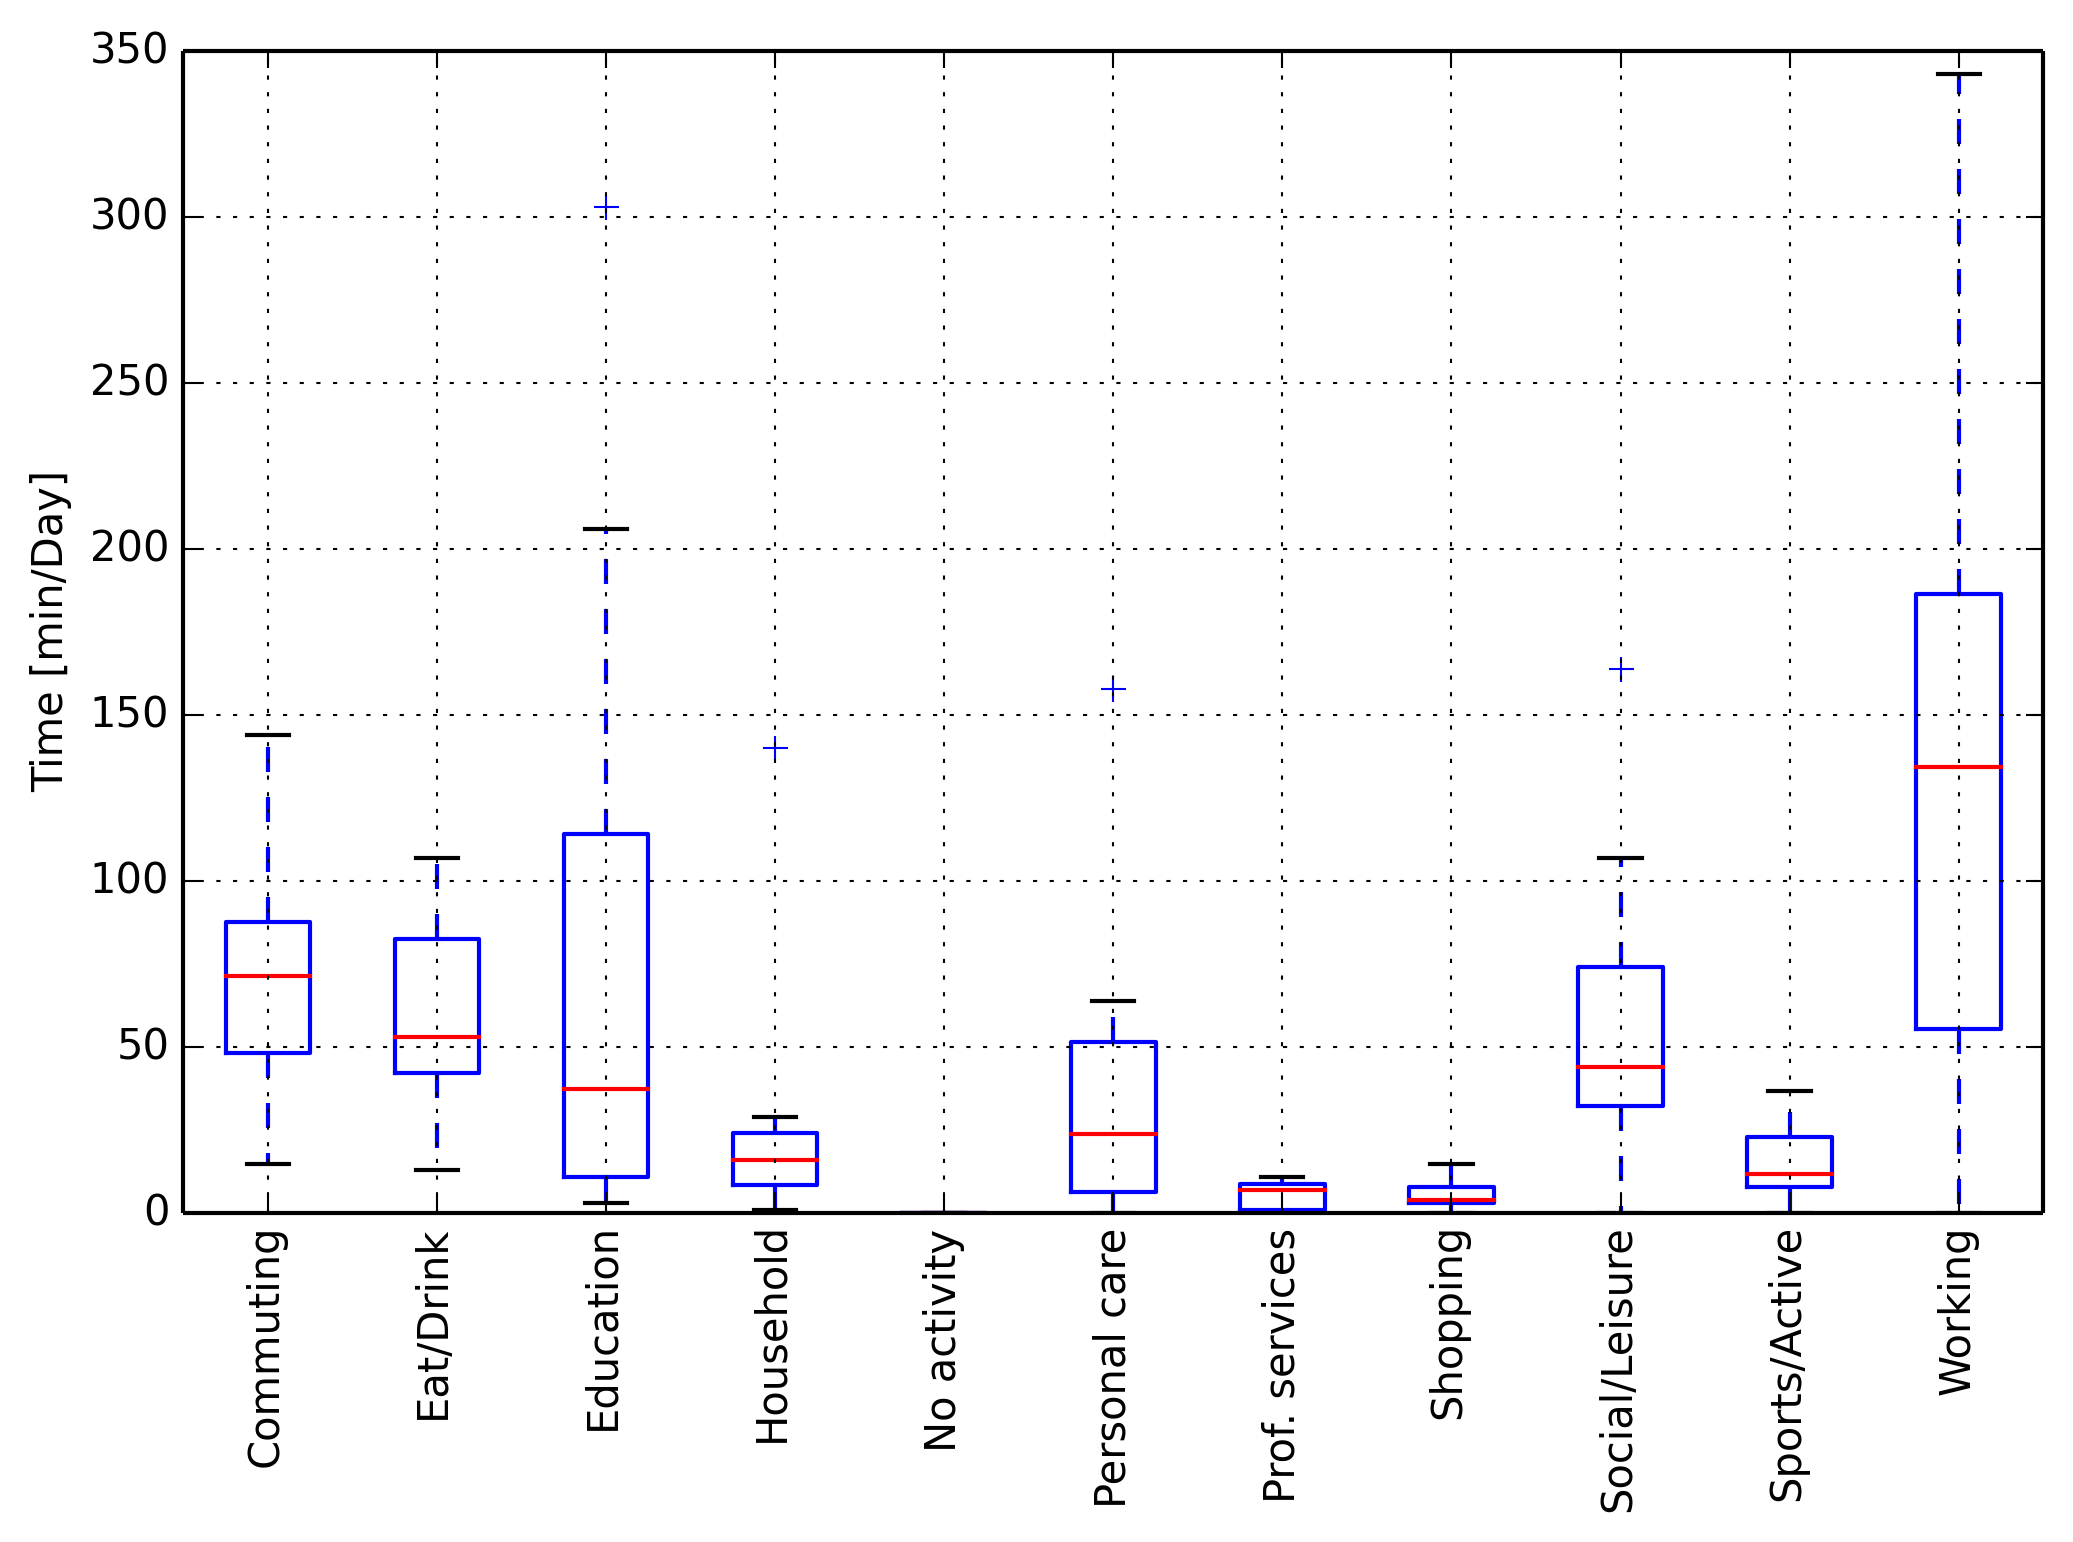 350
300
250
200
150
100
50
0
Time [min/Day]
Commuting
Eat/Drink
Education
Household
No activity
Personal care
Prof. services
Shopping
Social/Leisure
Sports/Active
Working